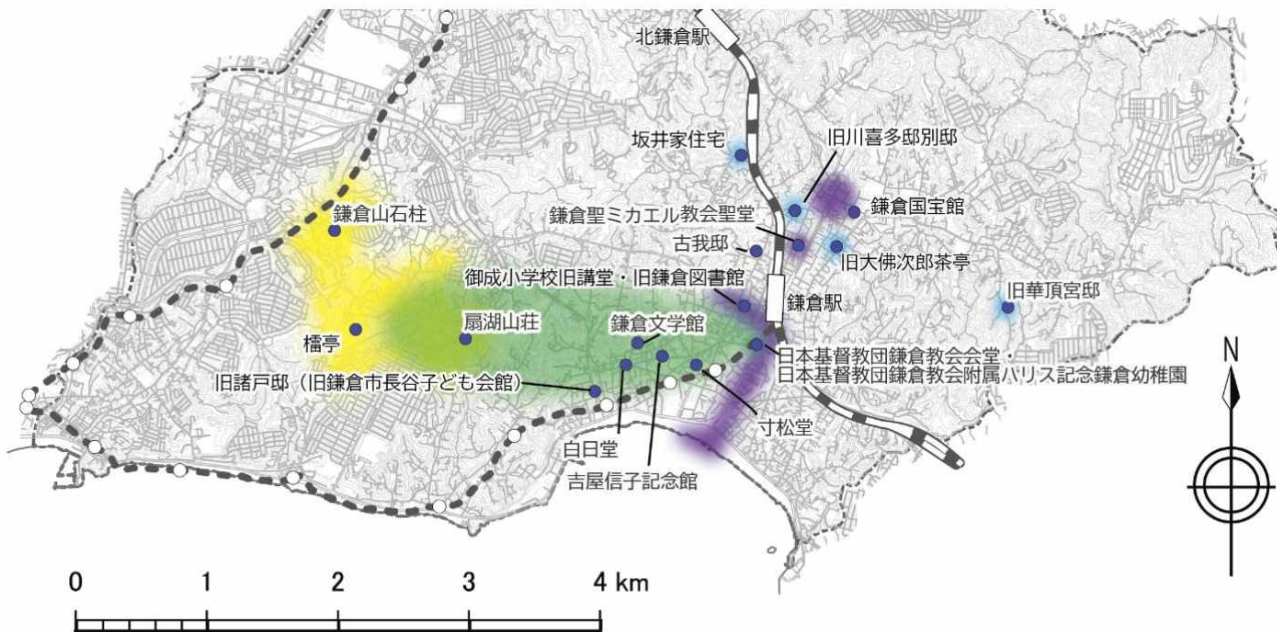 北鎌倉駅
坂井家住宅
旧川喜多邸別邸
鎌倉山石柱
鎌倉聖ミカエル教会聖堂
鎌倉国宝館
古我邸
旧大佛次郎茶亭
御成小学校旧講堂・旧鎌倉図書館
旧華頂宮邸
鎌倉駅
扇湖山荘
鎌倉文学館
檑亭
日本基督教団鎌倉教会会堂・
日本基督教団鎌倉教会附属ハリス記念鎌倉幼稚園
旧諸戸邸（旧鎌倉市長谷子ども会館）
寸松堂
白日堂
吉屋信子記念館
N
0 1 2 3 4 km